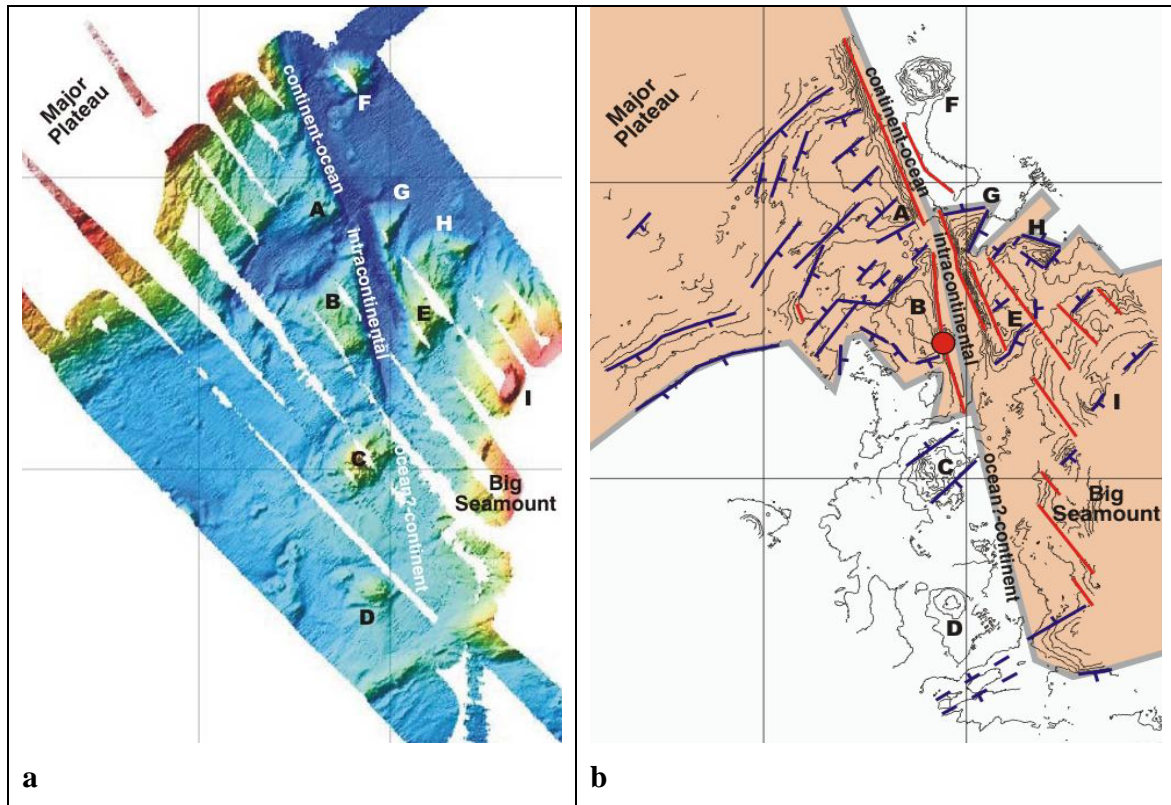 Major
Plateau
F
continent-ocean
G
A
H
intracontinental
B
E
I
C
Big
Seamount
ocean?-continent
D
a
Major
Plateau
F
continent-ocean
G
A
H
intracontinental
B
E
I
C
Big
Seamount
ocean?-continent
D
b